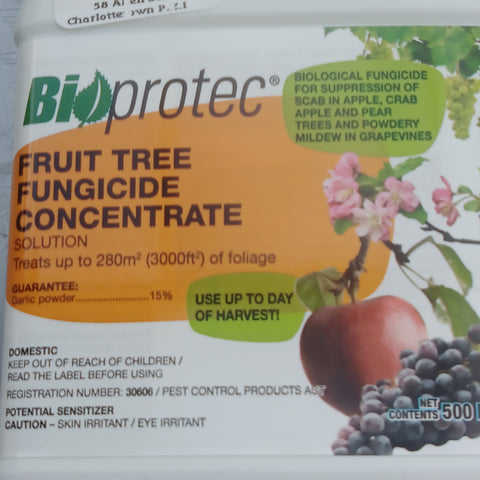 Charlotte
Bioprotec®
BIOLOGICAL FUNGICIDE
FOR SUPPRESSION OF
SCAB IN APPLE, CRAB
APPLE AND PEAR
TREES AND POWDERY
MILDEW IN GRAPEVINES
FRUIT TREE
FUNGICIDE
CONCENTRATE
SOLUTION
Treats up to 280m² (3000ft²) of foliage
GUARANTEE:
Garlic powder..............................15%
USE UP TO DAY
OF HARVEST!
DOMESTIC
KEEP OUT OF REACH OF CHILDREN /
READ THE LABEL BEFORE USING
REGISTRATION NUMBER: 30606 / PEST CONTROL PRODUCTS ACT
POTENTIAL SENSITIZER
CAUTION – SKIN IRRITANT / EYE IRRITANT
NET
CONTENTS 500